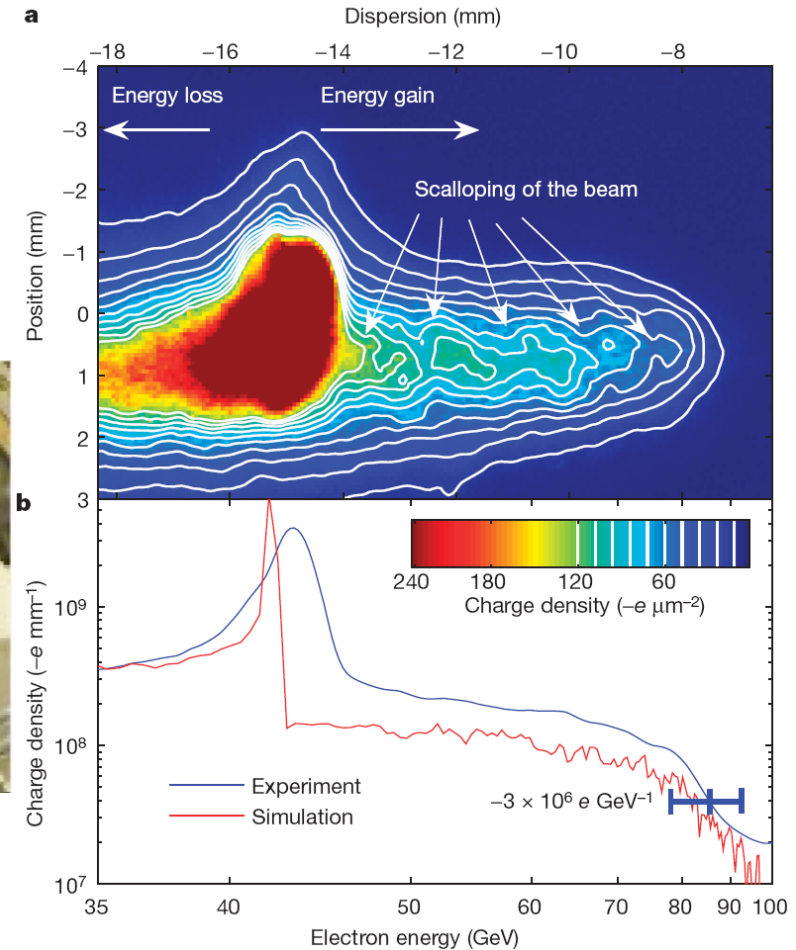 a
Dispersion (mm)
−18 −16 −14 −12 −10 −8
Energy loss Energy gain
Scalloping of the beam
Position (mm)
−4
−3
−2
−1
0
1
2
3
b
240 180 120 60
Charge density (−e μm⁻²)
Charge density (−e mm⁻¹)
10⁹
10⁸
10⁷
Experiment
Simulation
−3 × 10⁶ e GeV⁻¹
35 40 50 60 70 80 90 100
Electron energy (GeV)